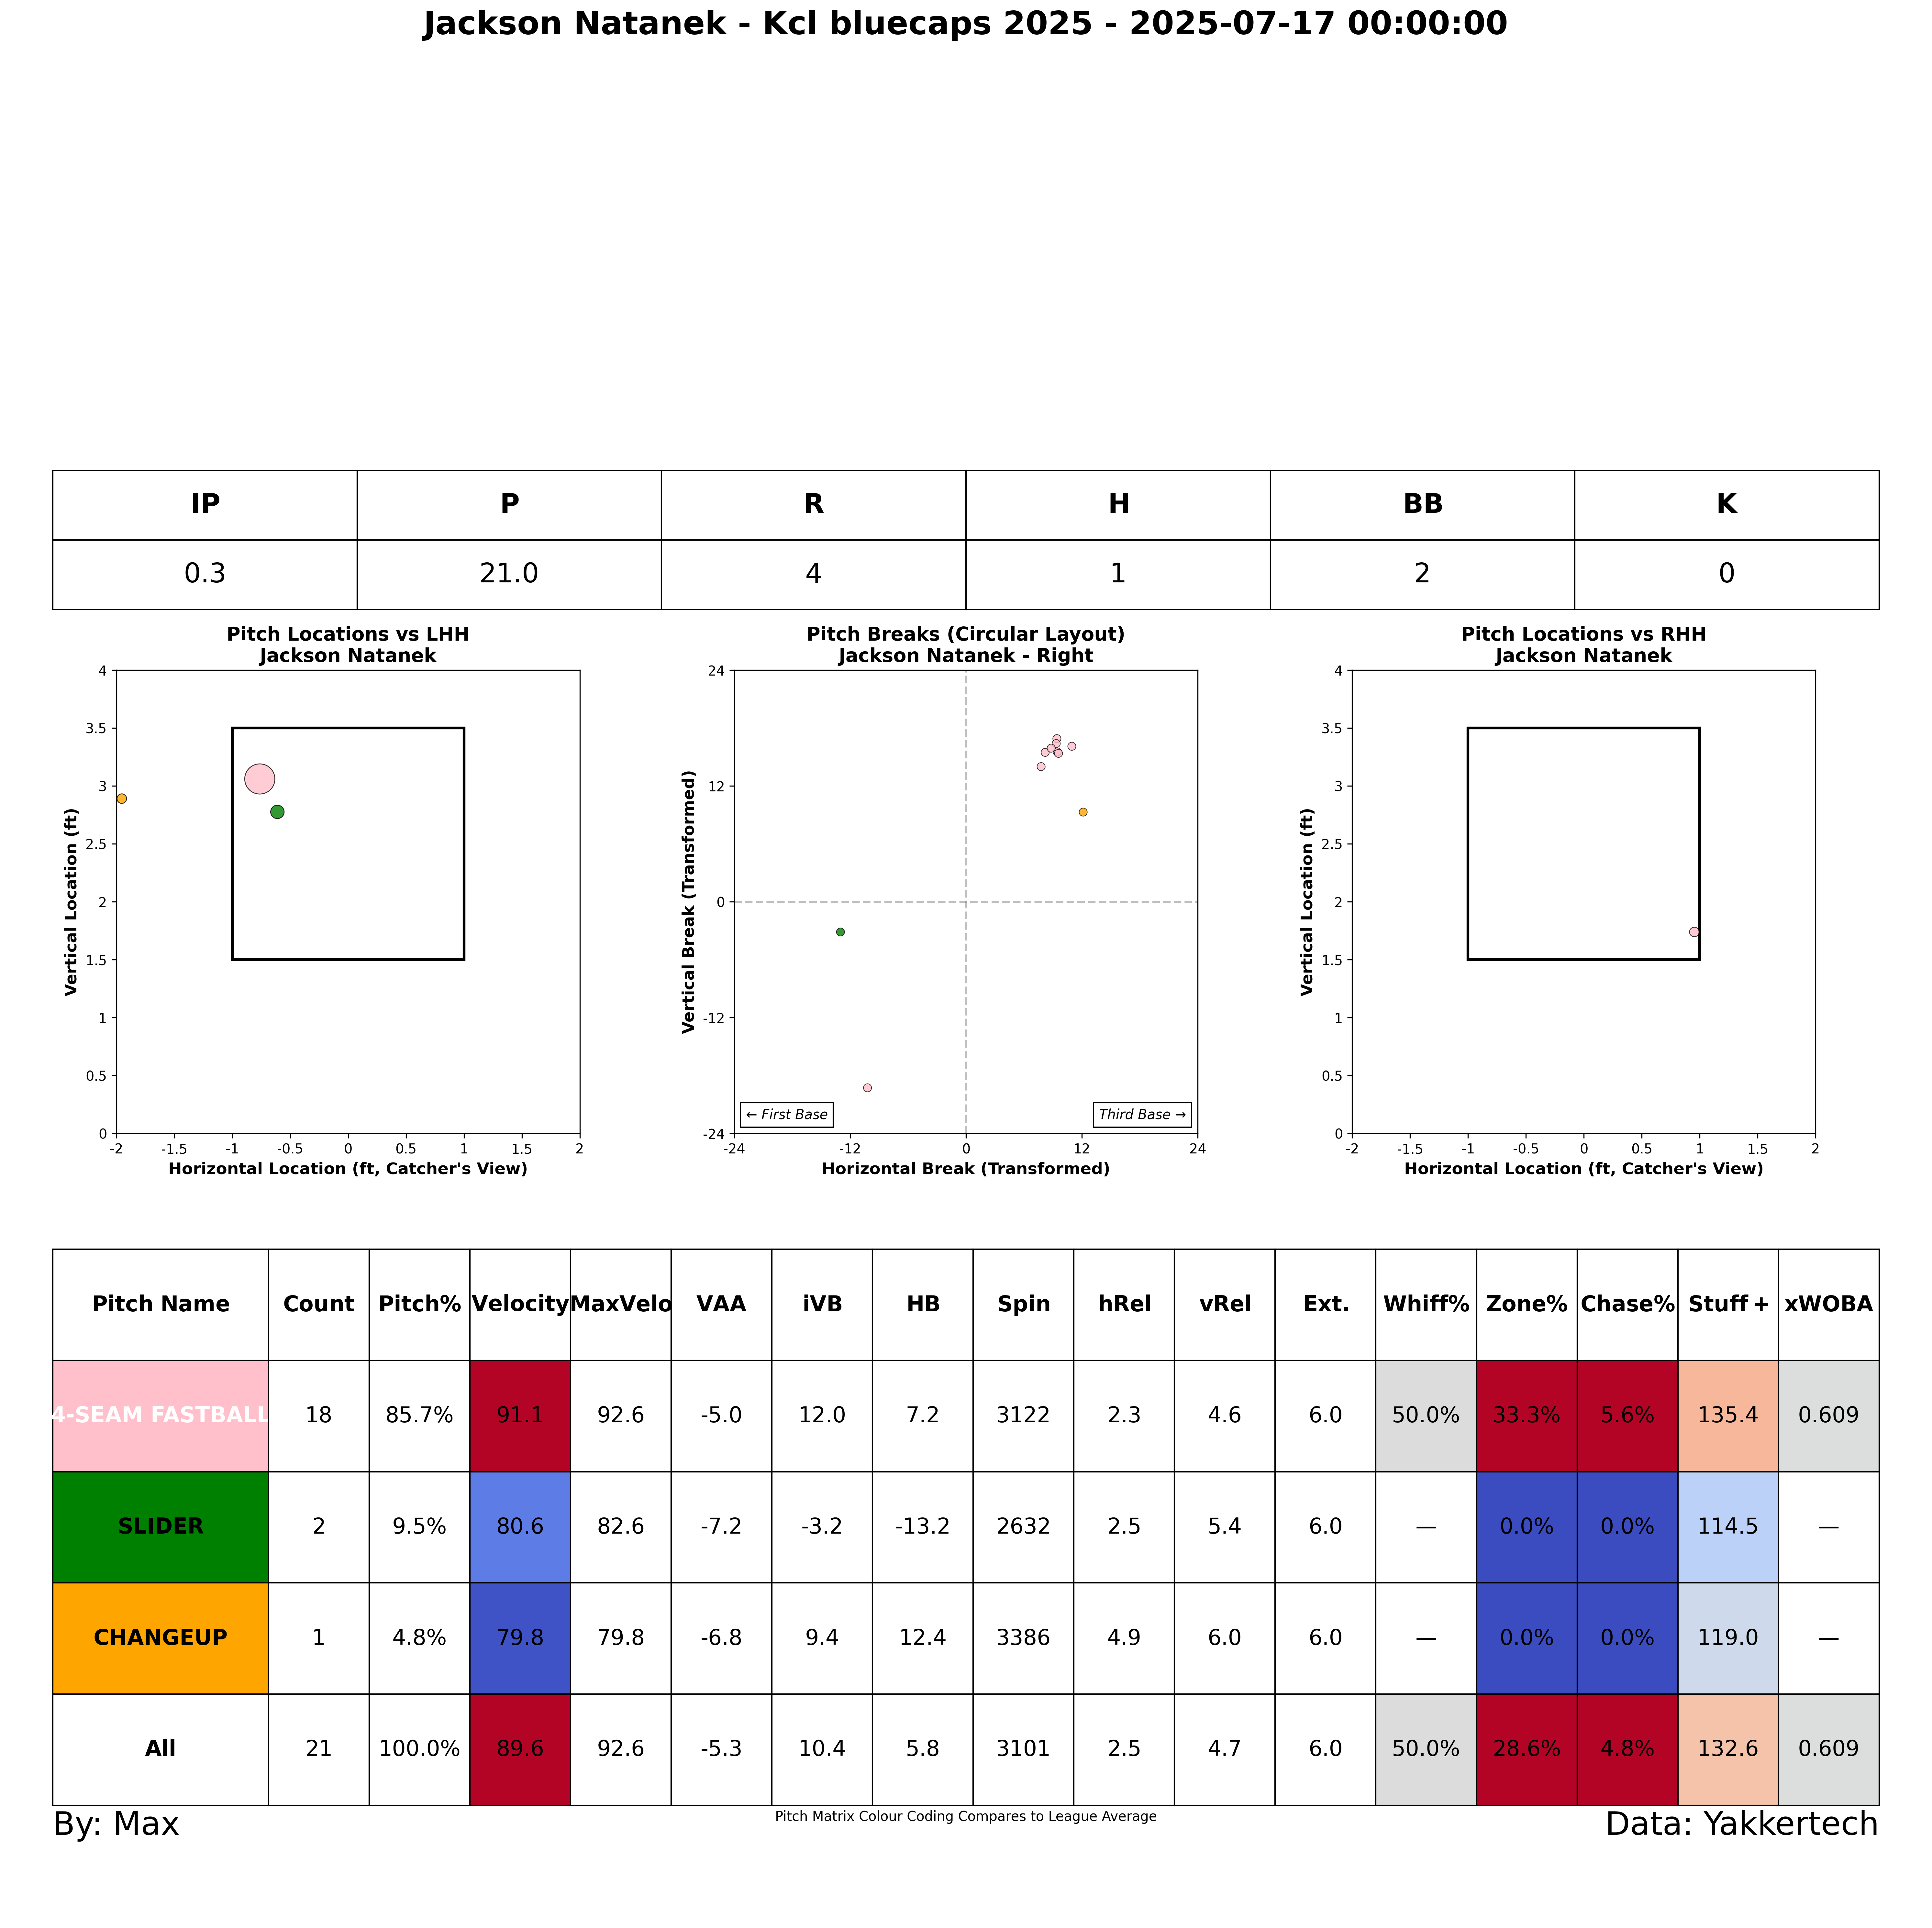 Jackson Natanek - Kcl bluecaps 2025 - 2025-07-17 00:00:00
IP P R H BB K
0.3 21.0 4 1 2 0
Pitch Locations vs LHH
Jackson Natanek
4
3.5
3
2.5
2
1.5
1
0.5
0
-2 -1.5 -1 -0.5 0 0.5 1 1.5 2
Vertical Location (ft)
Horizontal Location (ft, Catcher's View)
Pitch Breaks (Circular Layout)
Jackson Natanek - Right
24
12
0
-12
-24
← First Base Third Base →
-24 -12 0 12 24
Vertical Break (Transformed)
Horizontal Break (Transformed)
Pitch Locations vs RHH
Jackson Natanek
4
3.5
3
2.5
2
1.5
1
0.5
0
-2 -1.5 -1 -0.5 0 0.5 1 1.5 2
Vertical Location (ft)
Horizontal Location (ft, Catcher's View)
Pitch Name Count Pitch% Velocity MaxVelo VAA iVB HB Spin hRel vRel Ext. Whiff% Zone% Chase% Stuff+ xWOBA
4-SEAM FASTBALL 18 85.7% 91.1 92.6 -5.0 12.0 7.2 3122 2.3 4.6 6.0 50.0% 33.3% 5.6% 135.4 0.609
SLIDER 2 9.5% 80.6 82.6 -7.2 -3.2 -13.2 2632 2.5 5.4 6.0 — 0.0% 0.0% 114.5 —
CHANGEUP 1 4.8% 79.8 79.8 -6.8 9.4 12.4 3386 4.9 6.0 6.0 — 0.0% 0.0% 119.0 —
All 21 100.0% 89.6 92.6 -5.3 10.4 5.8 3101 2.5 4.7 6.0 50.0% 28.6% 4.8% 132.6 0.609
By: Max
Pitch Matrix Colour Coding Compares to League Average
Data: Yakkertech